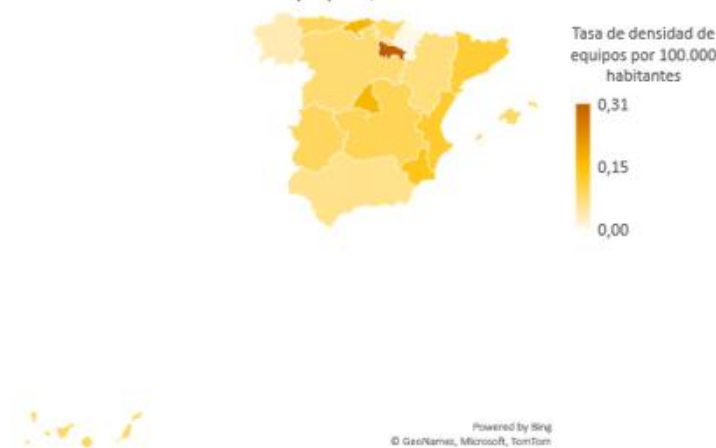 Tasa de densidad de
equipos por 100.000
habitantes
0,31
0,15
0,00
Powered by Bing
© GeoNames, Microsoft, TomTom